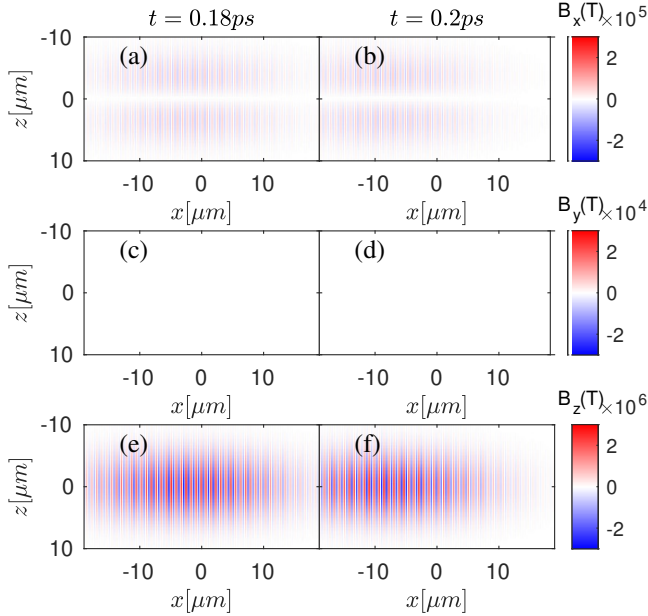 t = 0.18ps t = 0.2ps B_x(T) ×10^5
(a) (b)
-10 0 10
z[μm]
-10 0 10 -10 0 10
x[μm] x[μm]
2 0 -2
B_y(T) ×10^4
(c) (d)
-10 0 10
z[μm]
-10 0 10 -10 0 10
x[μm] x[μm]
2 0 -2
B_z(T) ×10^6
(e) (f)
-10 0 10
z[μm]
-10 0 10 -10 0 10
x[μm] x[μm]
2 0 -2